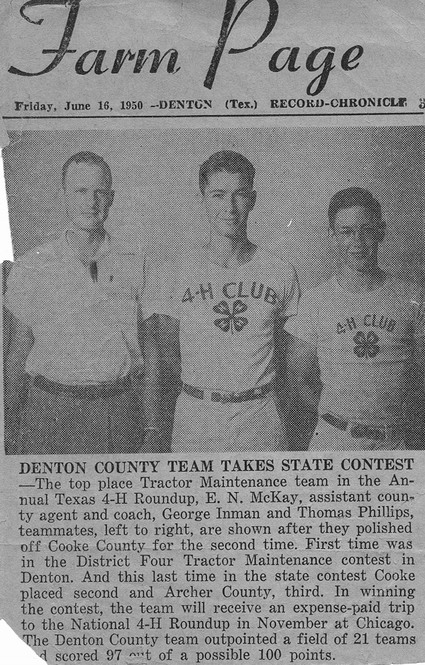 Farm Page
Friday, June 16, 1950 --DENTON (Tex.) RECORD-CHRONICLE 3
4-H CLUB
4-H CLUB
DENTON COUNTY TEAM TAKES STATE CONTEST
—The top place Tractor Maintenance team in the An-
nual Texas 4-H Roundup, E. N. McKay, assistant coun-
ty agent and coach, George Inman and Thomas Phillips,
teammates, left to right, are shown after they polished
off Cooke County for the second time. First time was
in the District Four Tractor Maintenance contest in
Denton. And this last time in the state contest Cooke
placed second and Archer County, third. In winning
the contest, the team will receive an expense-paid trip
to the National 4-H Roundup in November at Chicago.
The Denton County team outpointed a field of 21 teams
d scored 97 out of a possible 100 points.